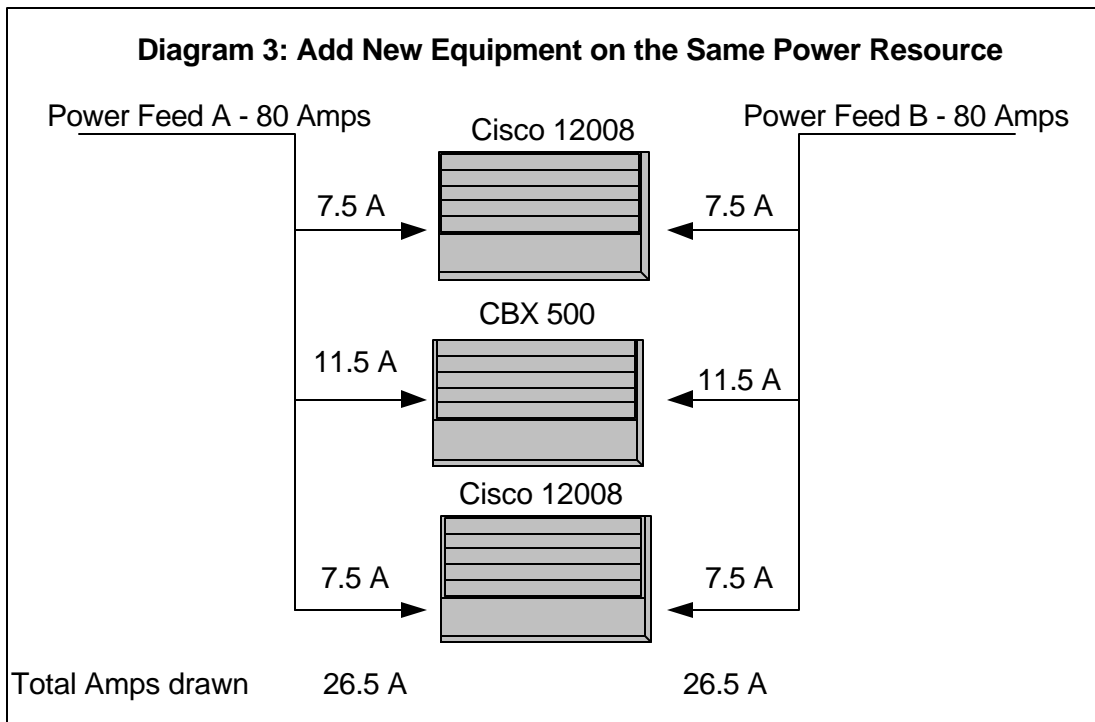 Diagram 3: Add New Equipment on the Same Power Resource
Power Feed A - 80 Amps
Power Feed B - 80 Amps
Cisco 12008
7.5 A
7.5 A
CBX 500
11.5 A
11.5 A
Cisco 12008
7.5 A
7.5 A
Total Amps drawn
26.5 A
26.5 A